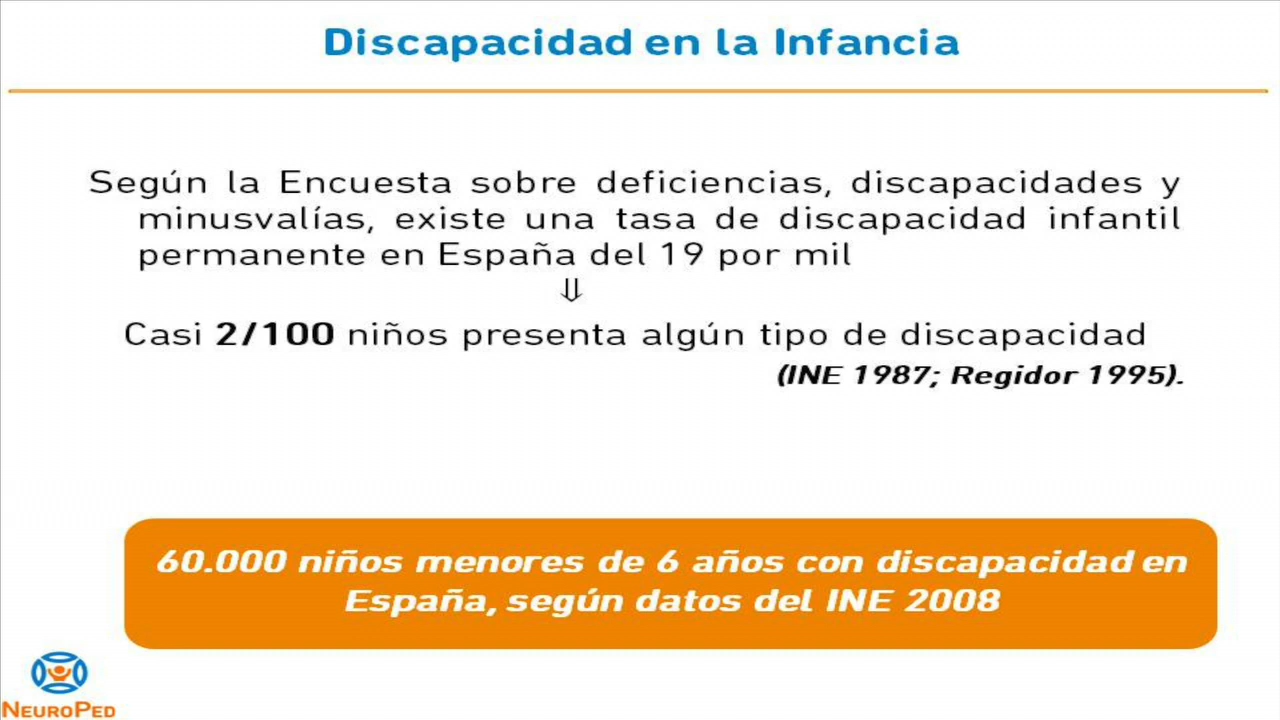 Discapacidad en la Infancia
Según la Encuesta sobre deficiencias, discapacidades y
minusvalías, existe una tasa de discapacidad infantil
permanente en España del 19 por mil
⇓
Casi 2/100 niños presenta algún tipo de discapacidad
(INE 1987; Regidor 1995).
60.000 niños menores de 6 años con discapacidad en
España, según datos del INE 2008
NEUROPED